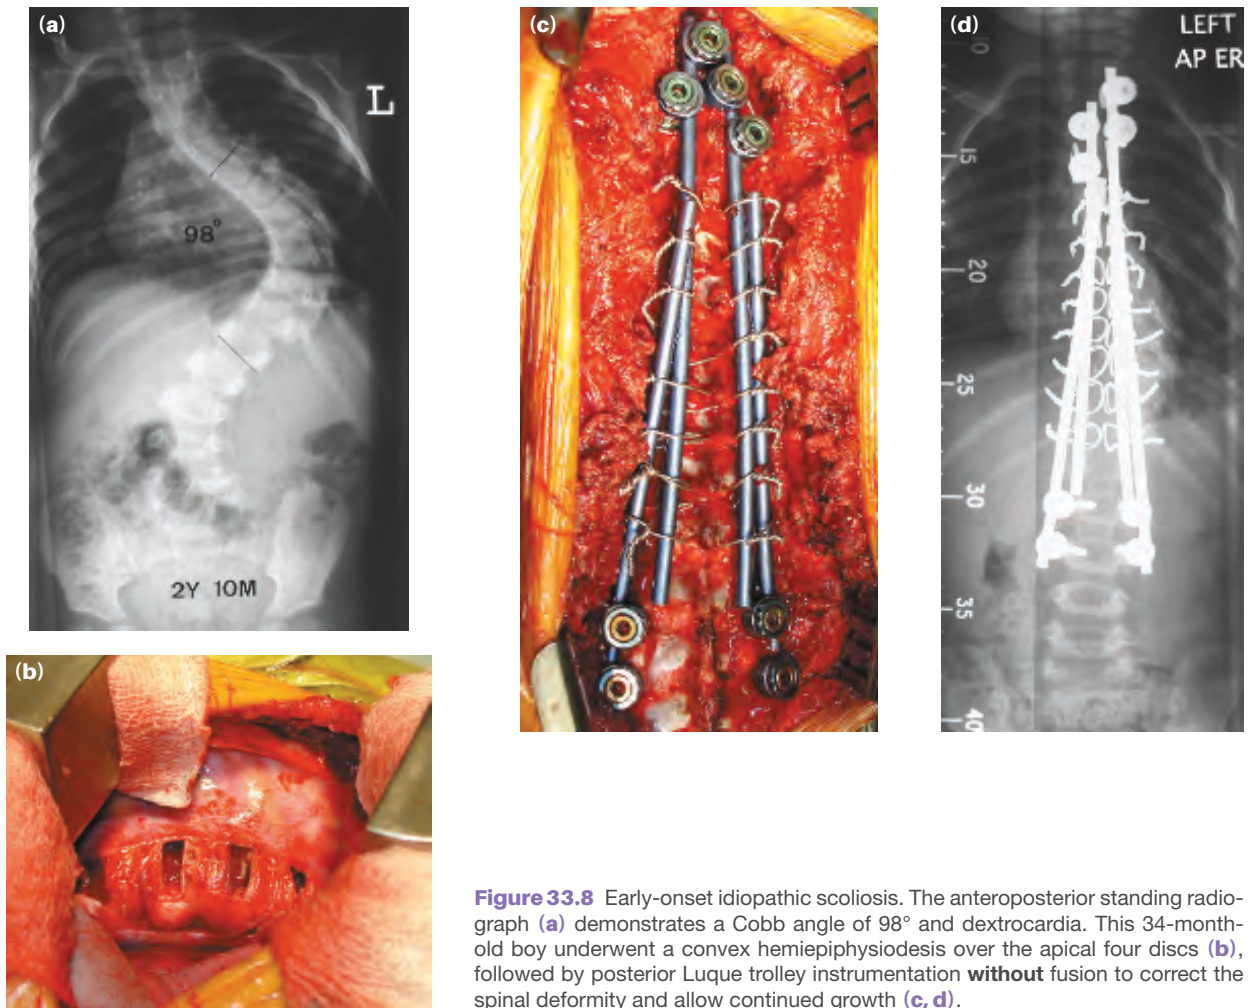 (a)
L
98°
2Y 10M
(b)
(c)
(d)
LEFT
AP ER
10
15
20
25
30
35
40
Figure 33.8 Early-onset idiopathic scoliosis. The anteroposterior standing radio-
graph (a) demonstrates a Cobb angle of 98° and dextrocardia. This 34-month-
old boy underwent a convex hemiepiphysiodesis over the apical four discs (b),
followed by posterior Luque trolley instrumentation without fusion to correct the
spinal deformity and allow continued growth (c, d).